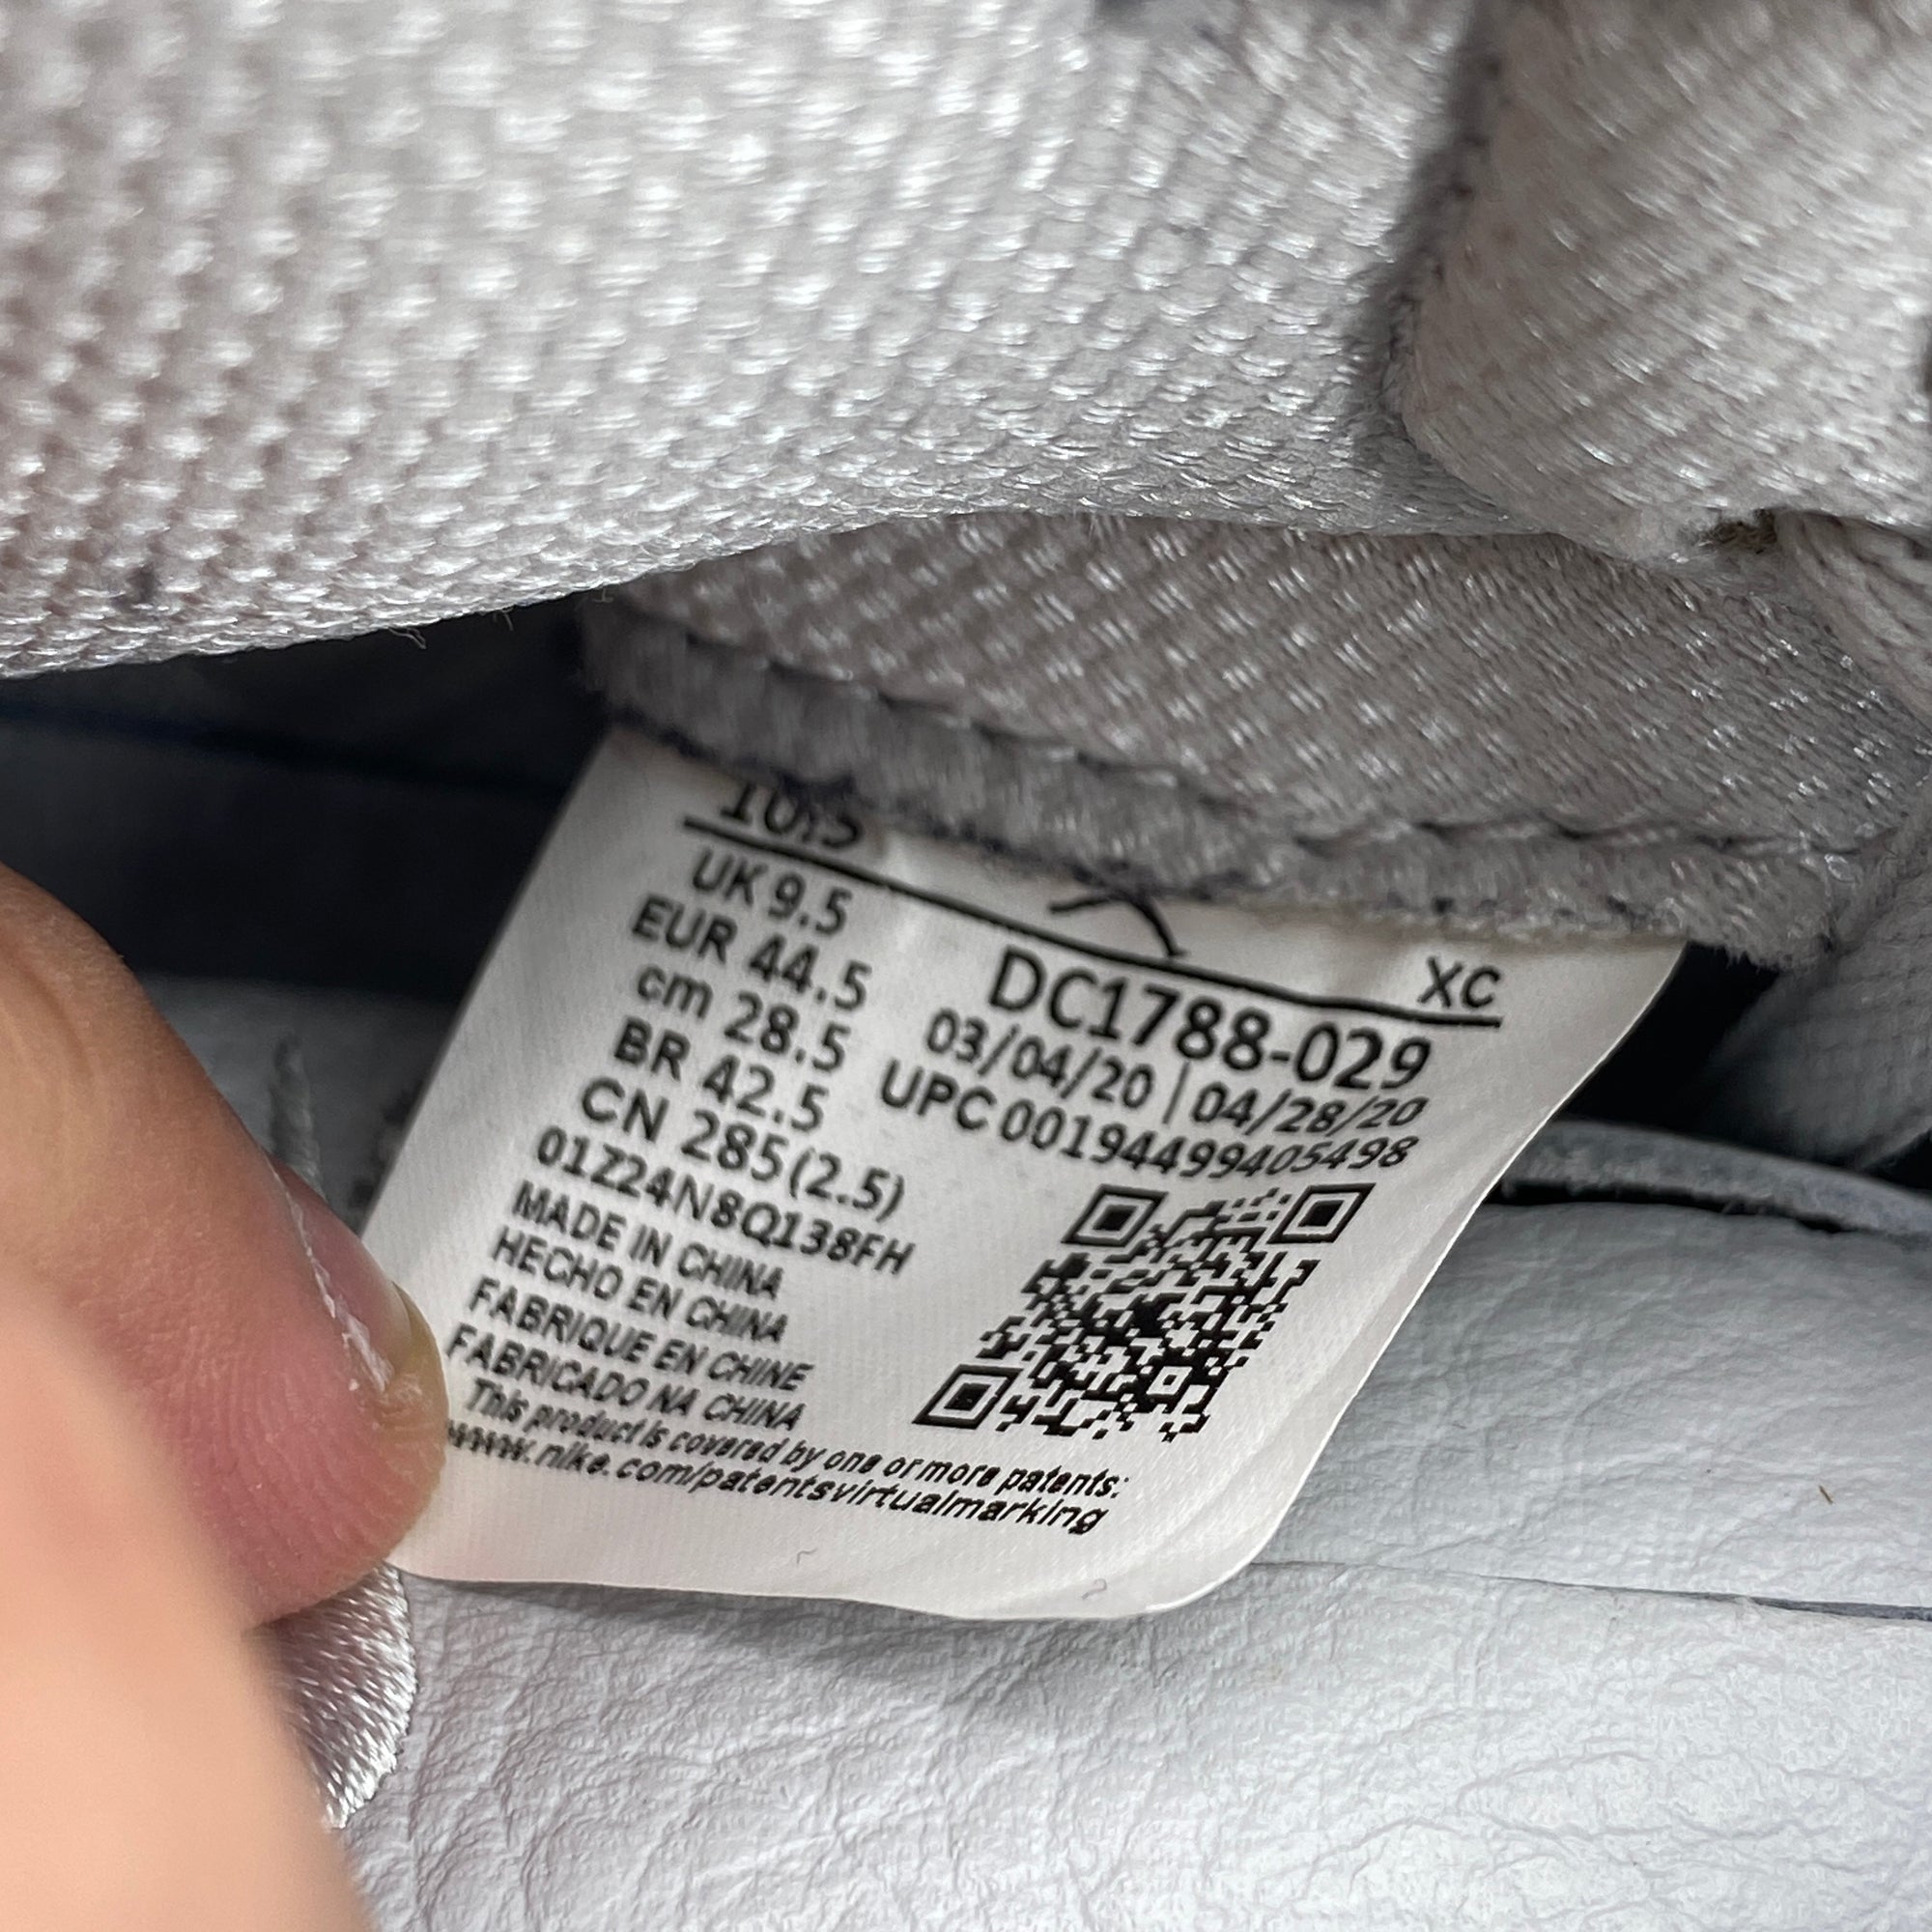 10.5
UK 9.5
EUR 44.5
cm 28.5
BR 42.5
CN 285(2.5)
01Z24N8Q138FH
MADE IN CHINA
HECHO EN CHINA
FABRIQUE EN CHINE
FABRICADO NA CHINA
XC
DC1788-029
03/04/20 | 04/28/20
UPC 00194499405498
This product is covered by one or more patents:
www.nike.com/patentsvirtualmarking